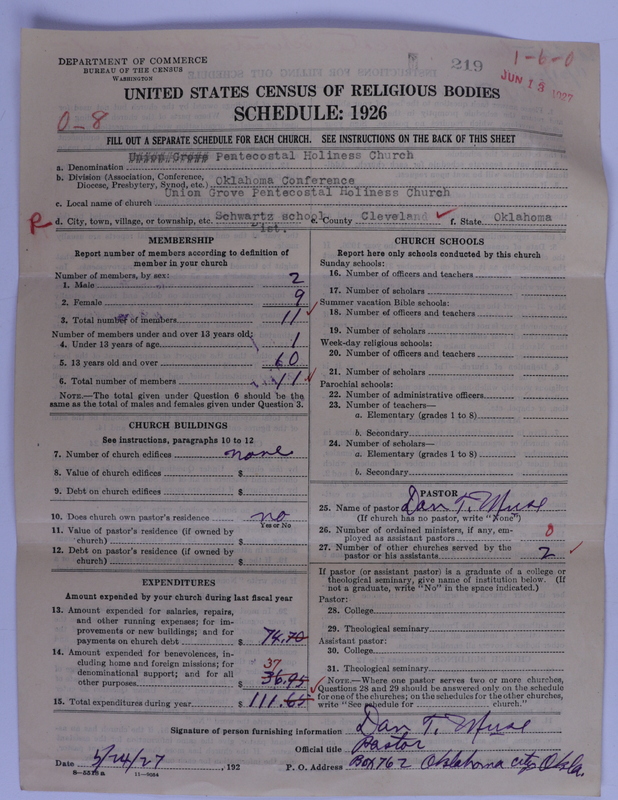 DEPARTMENT OF COMMERCE
BUREAU OF THE CENSUS
WASHINGTON
219
1-6-0
JUN 13 1927
UNITED STATES CENSUS OF RELIGIOUS BODIES
SCHEDULE: 1926
0-8
FILL OUT A SEPARATE SCHEDULE FOR EACH CHURCH. SEE INSTRUCTIONS ON THE BACK OF THIS SHEET
a. Denomination Union Grove Pentecostal Holiness Church
b. Division (Association, Conference, Diocese, Presbytery, Synod, etc.) Oklahoma Conference
c. Local name of church Union Grove Pentecostal Holiness Church
R d. City, town, village, or township, etc. Schwartz school Dist. e. County Cleveland f. State Oklahoma
MEMBERSHIP
Report number of members according to definition of
member in your church
Number of members, by sex:
1. Male 2
2. Female 9
3. Total number of members 11
Number of members under and over 13 years old:
4. Under 13 years of age 1
5. 13 years old and over 60
6. Total number of members 11
NOTE.—The total given under Question 6 should be
same as the total of males and females given under Question 3.
CHURCH BUILDINGS
See instructions, paragraphs 10 to 12
7. Number of church edifices none
8. Value of church edifices $
9. Debt on church edifices $
10. Does church own pastor's residence no
Yes or No
11. Value of pastor's residence (if owned by
church) $
12. Debt on pastor's residence (if owned by
church) $
EXPENDITURES
Amount expended by your church during last fiscal year
13. Amount expended for salaries, repairs,
and other running expenses; for im-
provements or new buildings; and for
payments on church debt $ 74.70
14. Amount expended for benevolences, in-
cluding home and foreign missions; for
denominational support; and for all
other purposes $ 37 36.95
15. Total expenditures during year $ 111.65
CHURCH SCHOOLS
Report here only schools conducted by this church
Sunday schools:
16. Number of officers and teachers
17. Number of scholars
Summer vacation Bible schools:
18. Number of officers and teachers
19. Number of scholars
Week-day religious schools:
20. Number of officers and teachers
21. Number of scholars
Parochial schools:
22. Number of administrative officers
23. Number of teachers—
a. Elementary (grades 1 to 8)
b. Secondary
24. Number of scholars—
a. Elementary (grades 1 to 8)
b. Secondary
PASTOR
25. Name of pastor Dan T. Muse
(If church has no pastor, write "None")
26. Number of ordained ministers, if any, em-
ployed as assistant pastors 0
27. Number of other churches served by the
pastor or his assistants 2
If pastor (or assistant pastor) is a graduate of a college or
theological seminary, give name of institution below. (If
not a graduate, write "No" in the space indicated.)
Pastor:
28. College
29. Theological seminary
Assistant pastor:
30. College
31. Theological seminary
NOTE.—Where one pastor serves two or more churches,
Questions 28 and 29 should be answered only on the schedule
for one of the churches; on the schedules for the other churches,
write "See schedule for church."
Signature of person furnishing information Dan T. Muse
Official title Pastor
Date 5/24/27, 192 P. O. Address Box 762 Oklahoma city Okla.
8-5518 a 11-9084